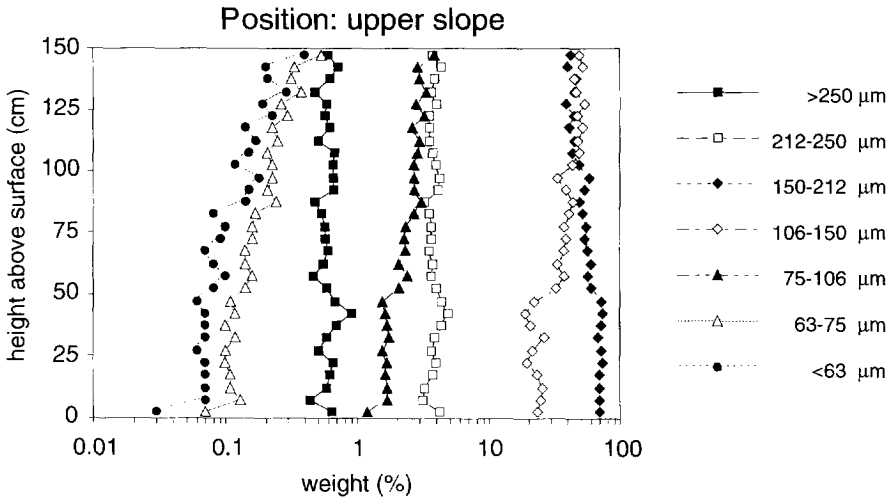 Position: upper slope
height above surface (cm)
150
125
100
75
50
25
0
0.01
0.1
1
10
100
weight (%)
>250 µm
212-250 µm
150-212 µm
106-150 µm
75-106 µm
63-75 µm
<63 µm